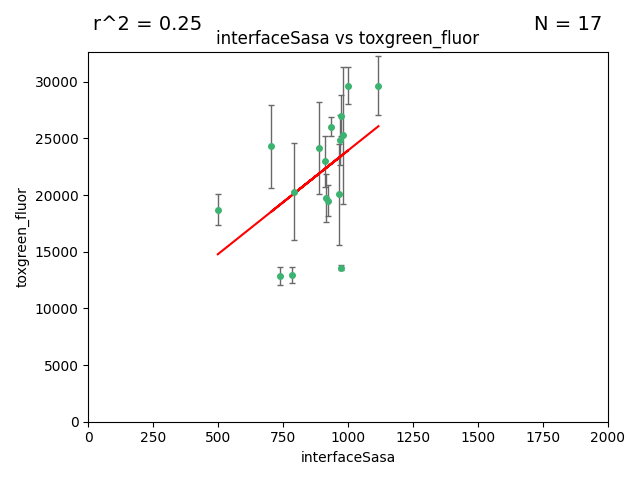 r^2 = 0.25
N = 17
interfaceSasa vs toxgreen_fluor
30000
25000
20000
15000
10000
5000
0
toxgreen_fluor
0 250 500 750 1000 1250 1500 1750 2000
interfaceSasa